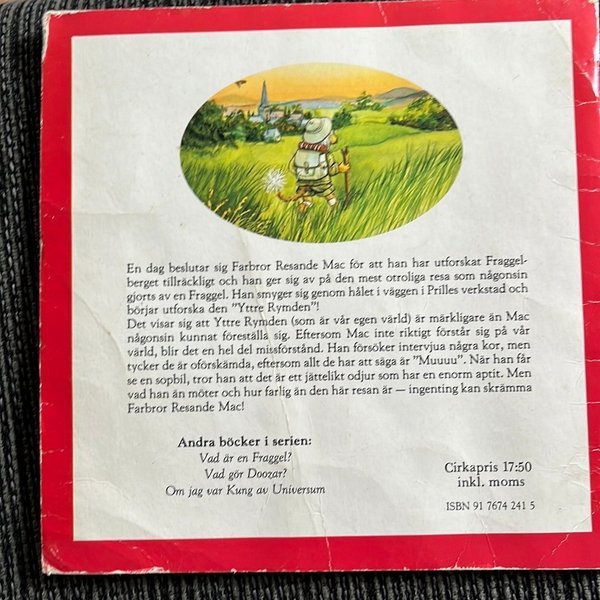 En dag beslutar sig Farbror Resande Mac för att han har utforskat Fraggel-
berget tillräckligt och han ger sig av på den mest otroliga resa som någonsin
gjorts av en Fraggel. Han smyger sig genom hålet i väggen i Prilles verkstad och
börjar utforska den "Yttre Rymden"!
Det visar sig att Yttre Rymden (som är vår egen värld) är märkligare än Mac
någonsin kunnat föreställa sig. Eftersom Mac inte riktigt förstår sig på vår
värld, blir det en hel del missförstånd. Han försöker intervjua några kor, men
tycker de är oförskämda, eftersom allt de har att säga är "Muuuu". När han får
se en sopbil, tror han att det är ett jättelikt odjur som har en enorm aptit. Men
vad han än möter och hur farlig än den här resan är — ingenting kan skrämma
Farbror Resande Mac!
Andra böcker i serien:
Vad är en Fraggel?
Vad gör Doozar?
Om jag var Kung av Universum
Cirkapris 17:50
inkl. moms
ISBN 91 7674 241 5